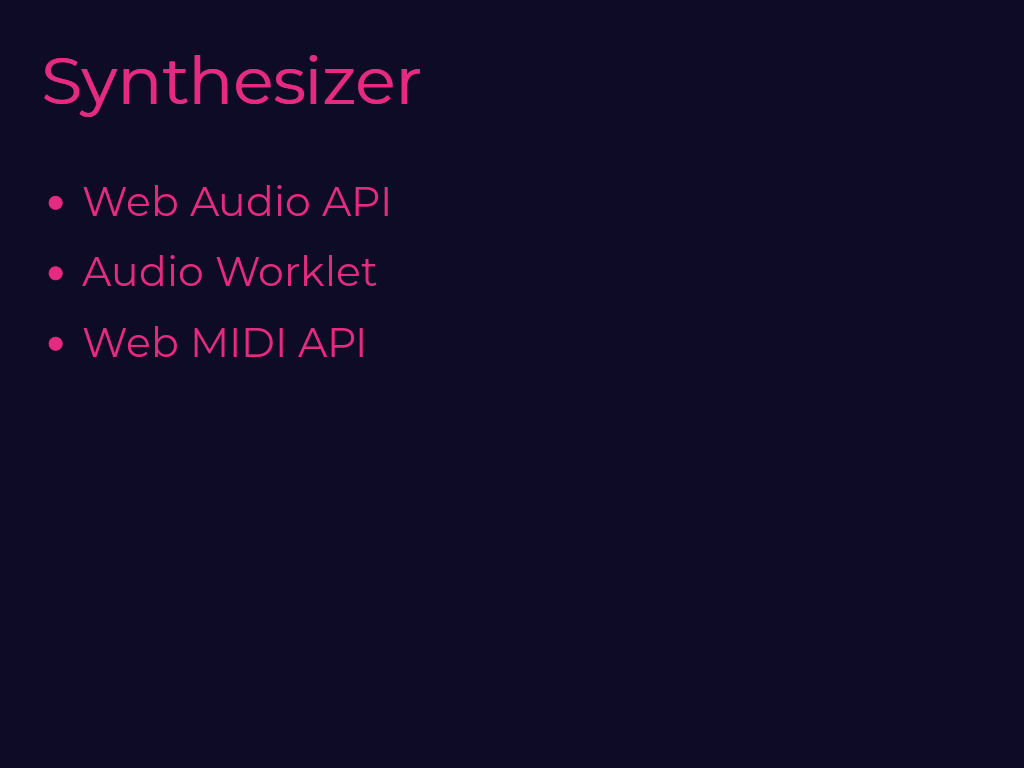 Synthesizer
• Web Audio API
• Audio Worklet
• Web MIDI API